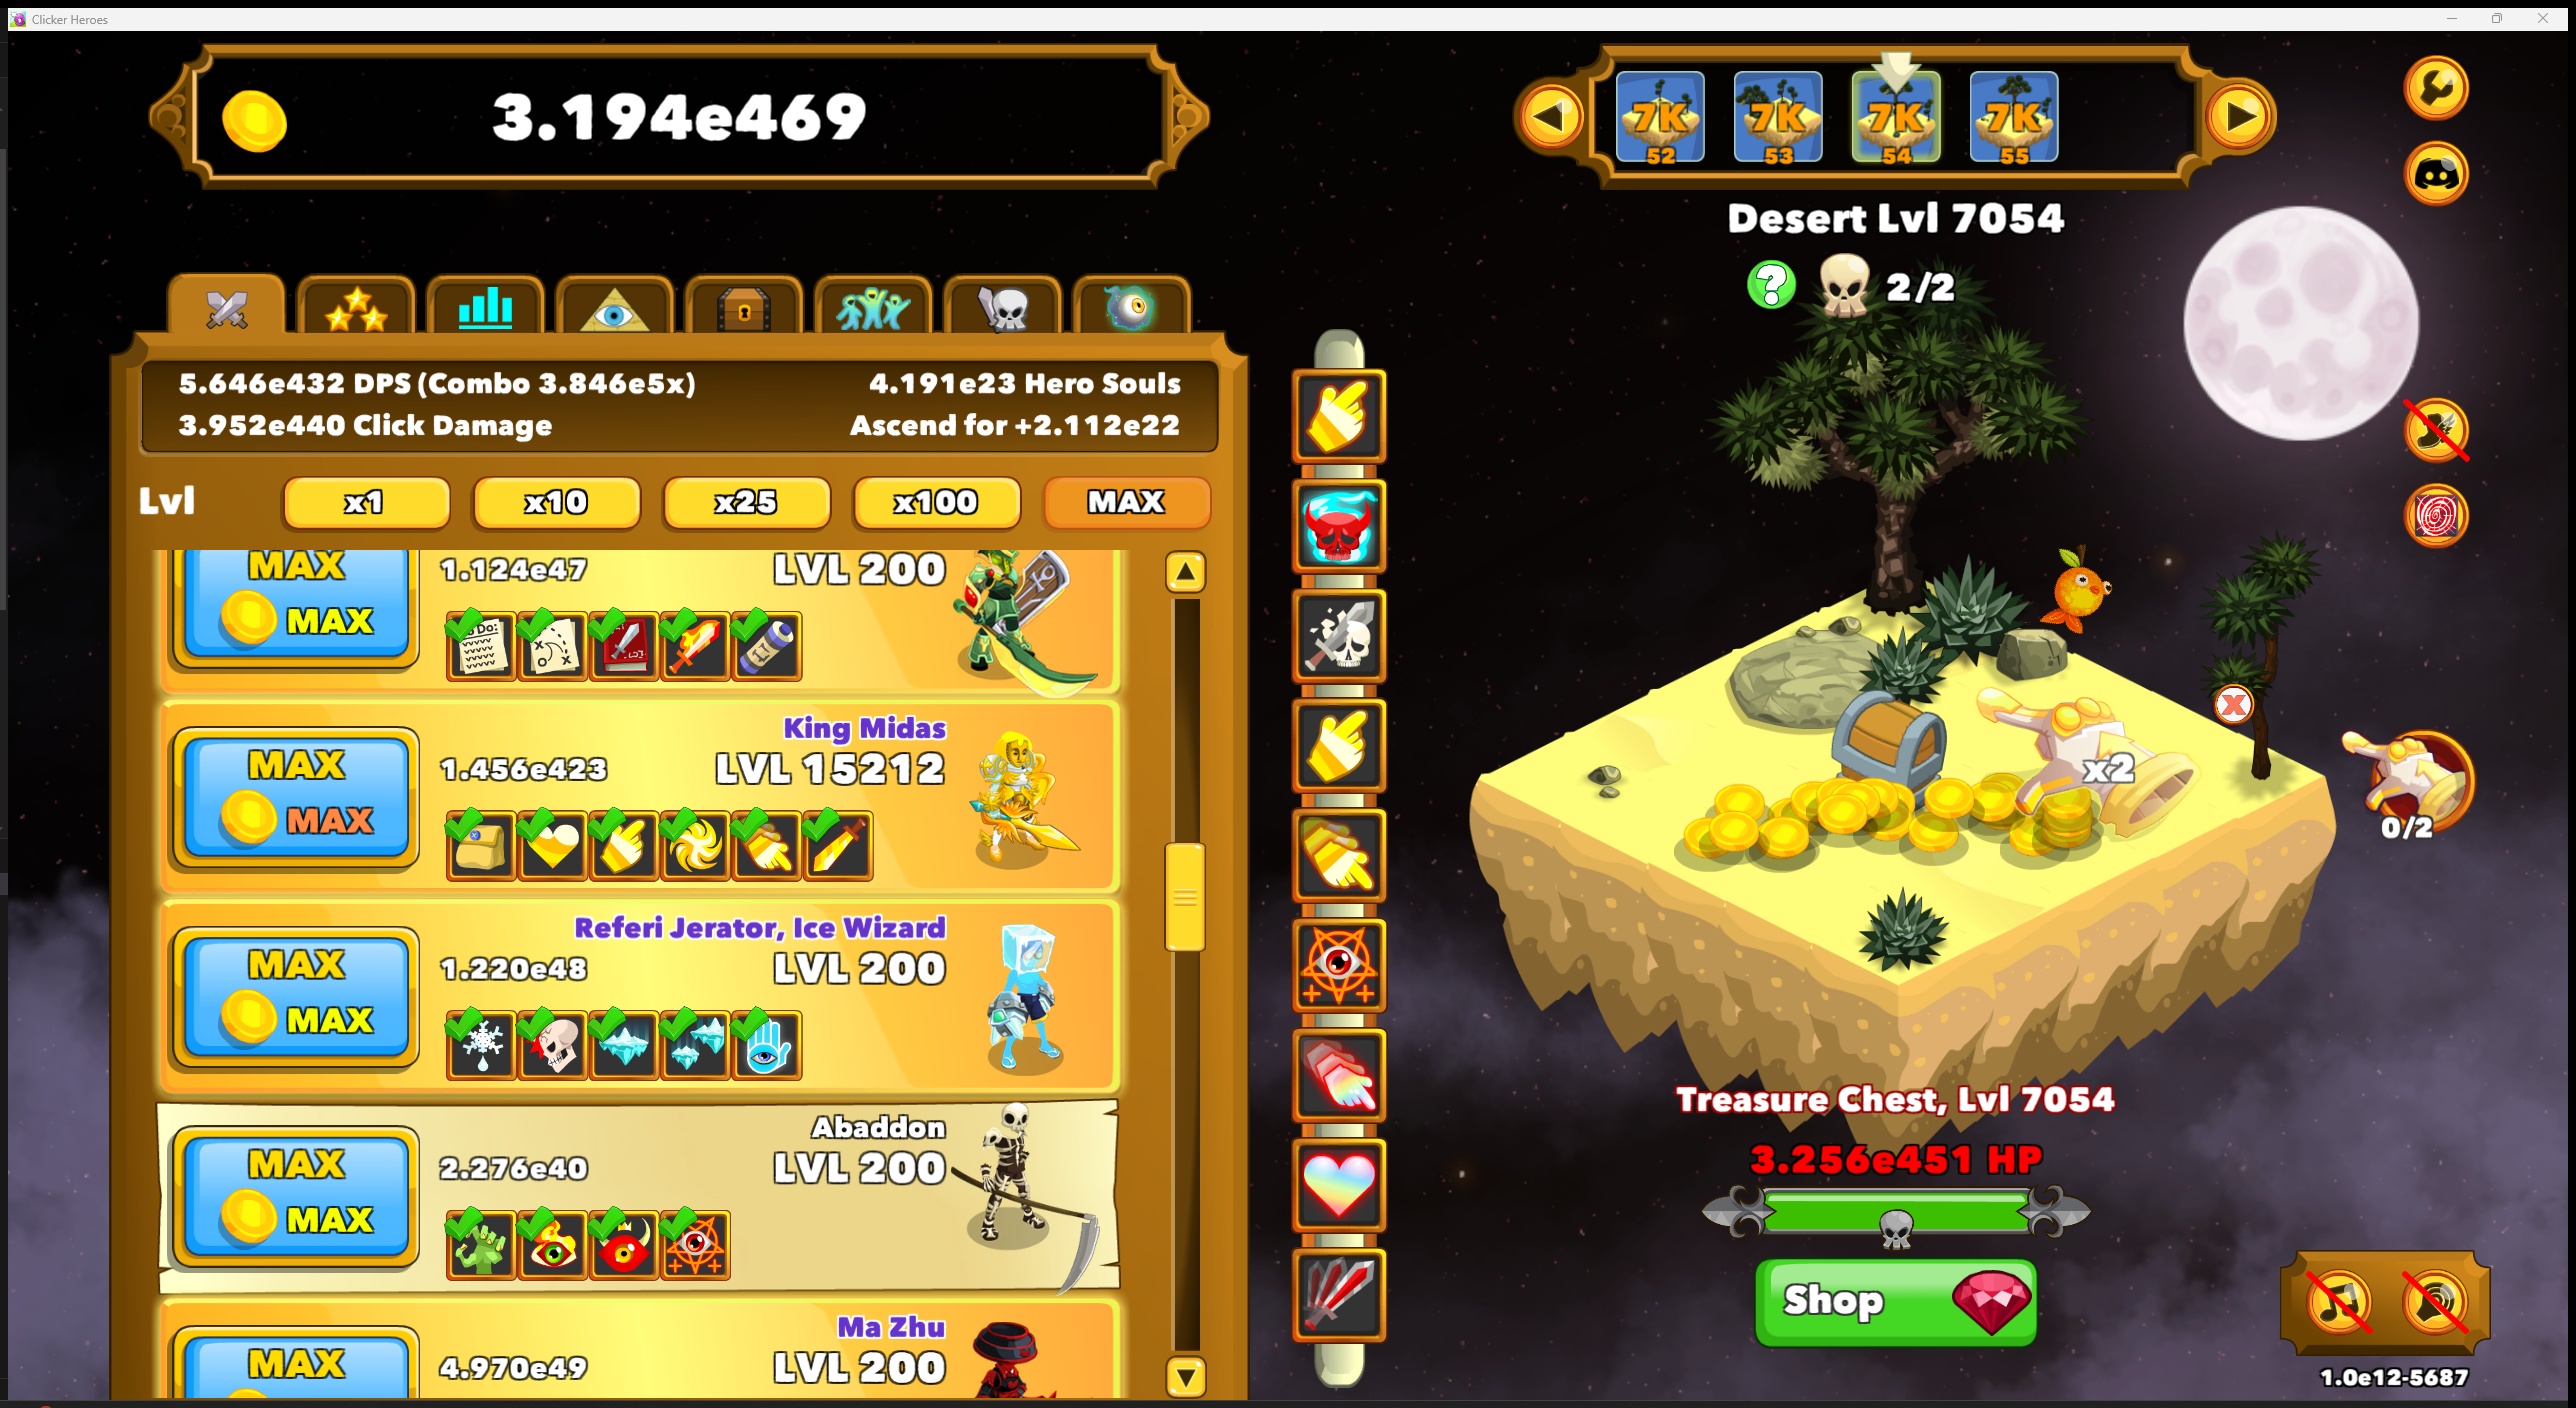 Clicker Heroes
3.194e469
7K
52
7K
53
7K
54
7K
55
Desert Lvl 7054
2/2
5.646e432 DPS (Combo 3.846e5x)
4.191e23 Hero Souls
3.952e440 Click Damage
Ascend for +2.112e22
Lvl
x1
x10
x25
x100
MAX
MAX
MAX
1.124e47
LVL 200
Do:
King Midas
MAX
MAX
1.456e423
LVL 15212
Referi Jerator, Ice Wizard
MAX
MAX
1.220e48
LVL 200
Abaddon
MAX
MAX
2.276e40
LVL 200
Ma Zhu
MAX
4.970e49
LVL 200
x2
0/2
Treasure Chest, Lvl 7054
3.256e451 HP
Shop
1.0e12-5687